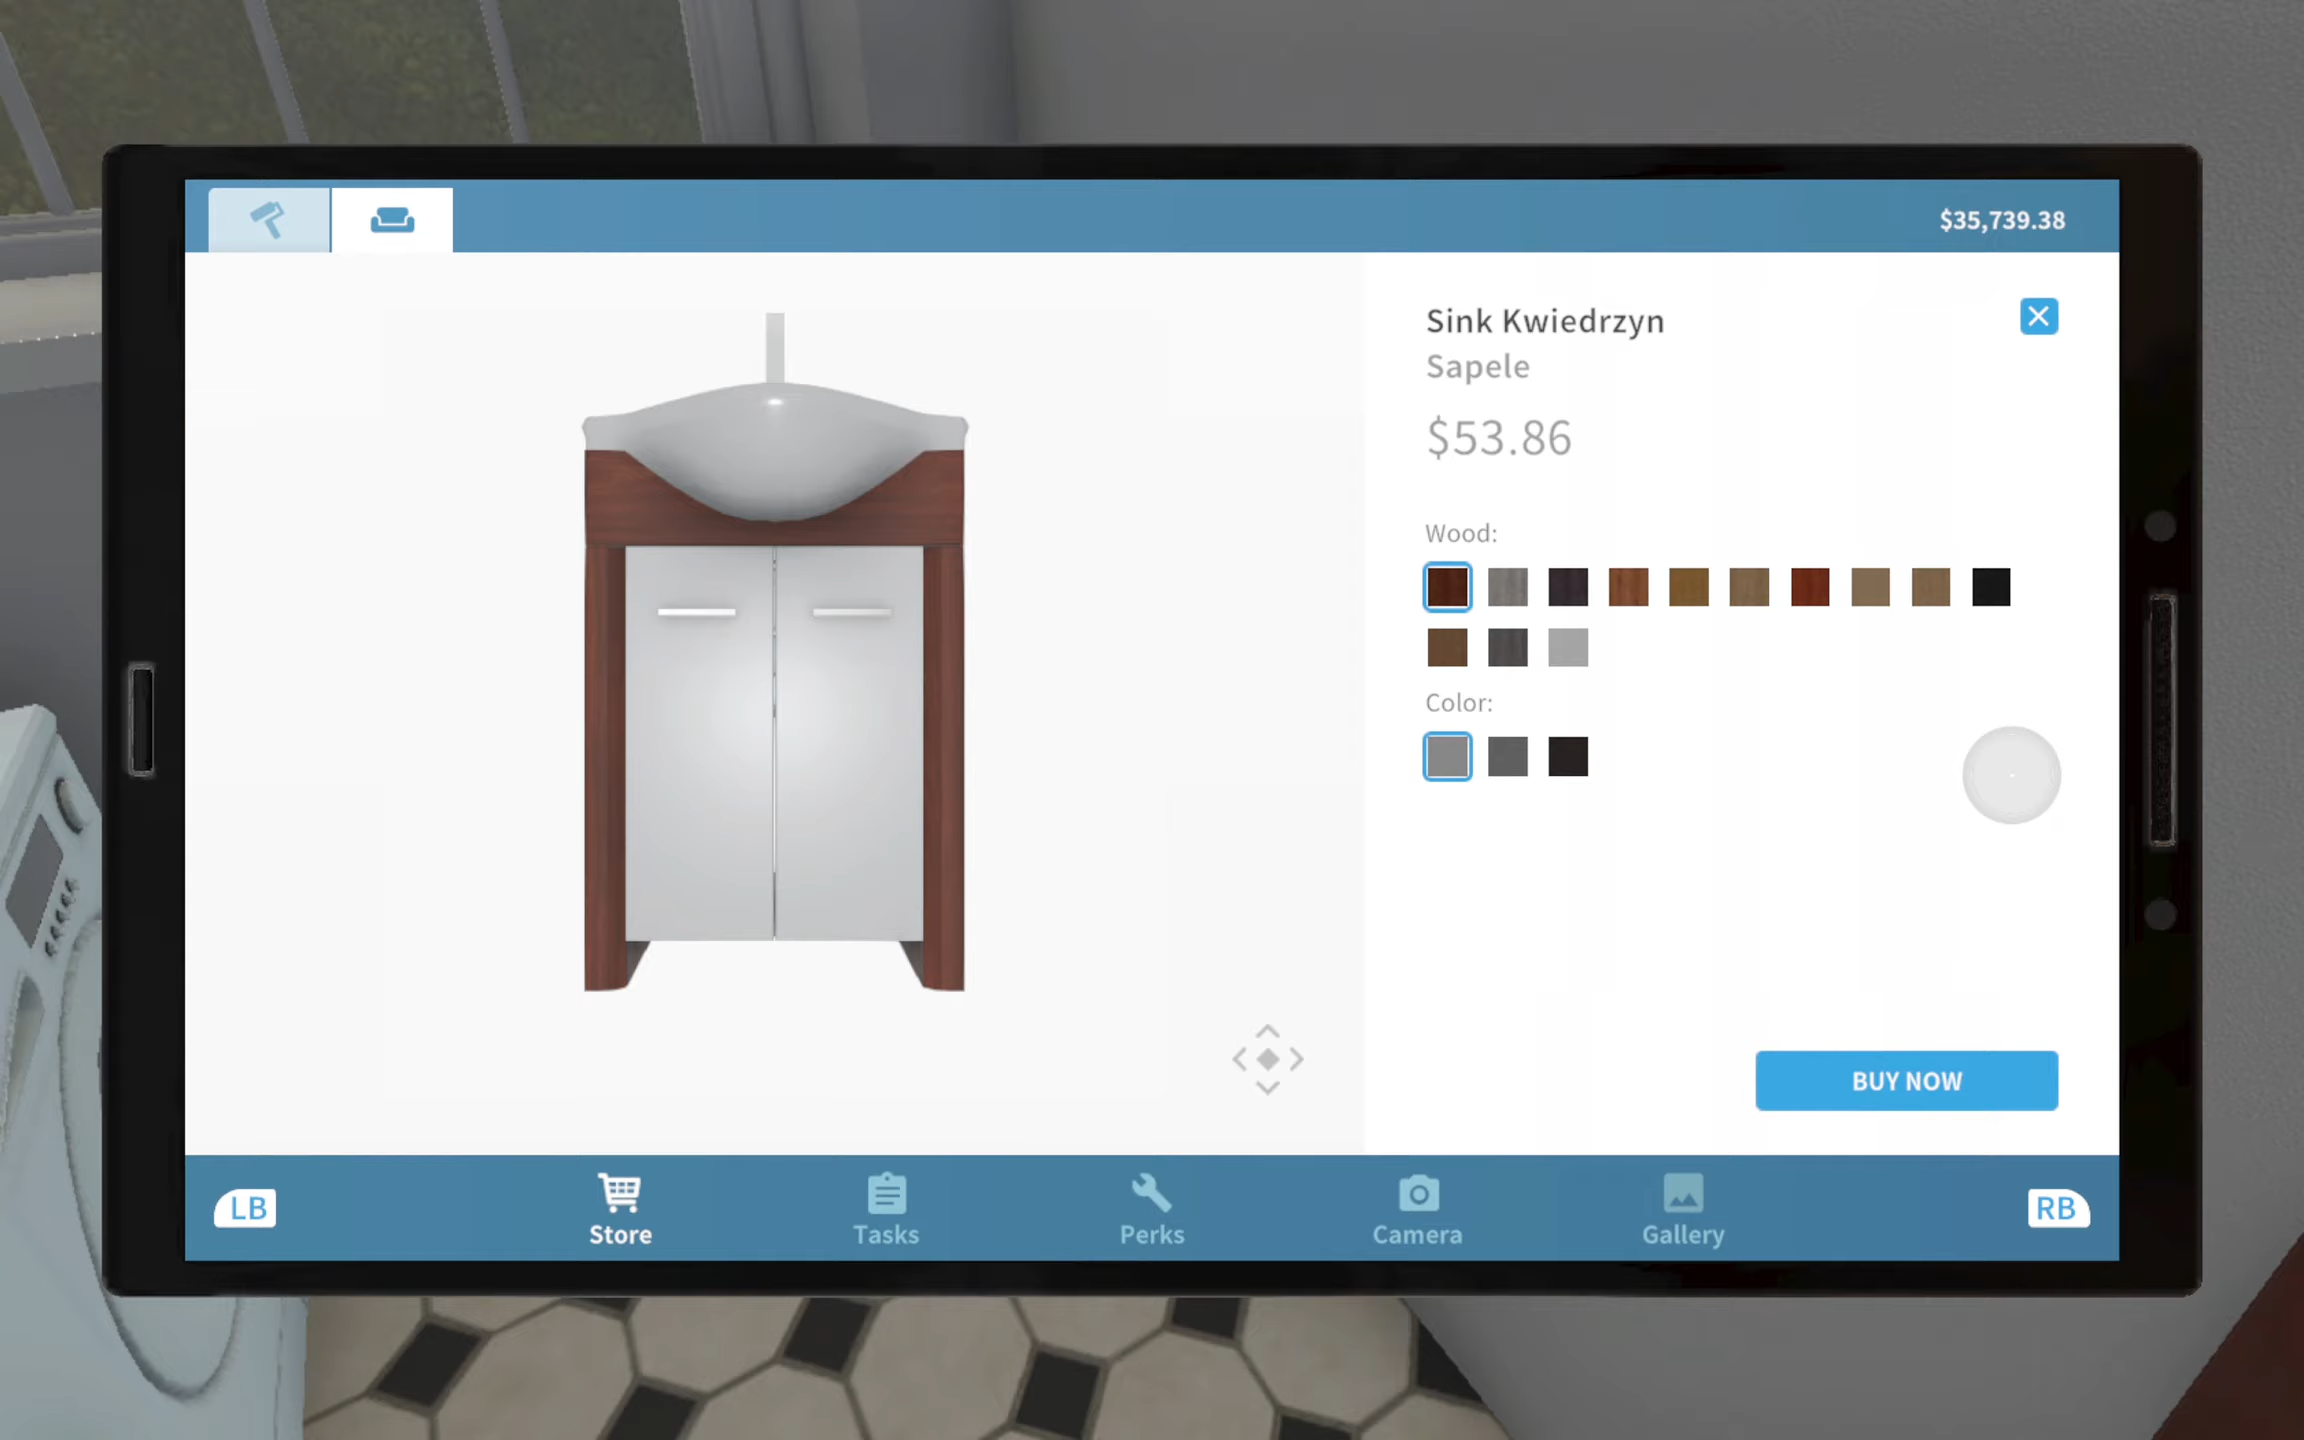 $35,739.38
Sink Kwiedrzyn
Sapele
$53.86
Wood:
Color:
BUY NOW
LB
Store
Tasks
Perks
Camera
Gallery
RB